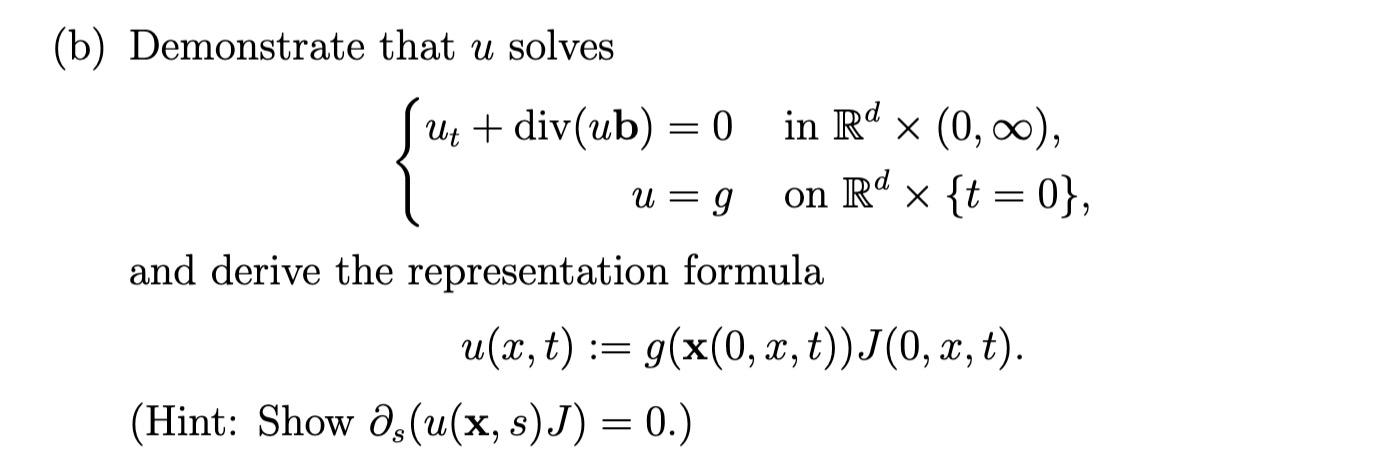 (b) Demonstrate that u solves
{ u_t + div(u𝐛) = 0 in ℝ^d × (0, ∞),
u = g on ℝ^d × {t = 0},
and derive the representation formula
u(x, t) := g(𝐱(0, x, t))J(0, x, t).
(Hint: Show ∂_s(u(𝐱, s)J) = 0.)